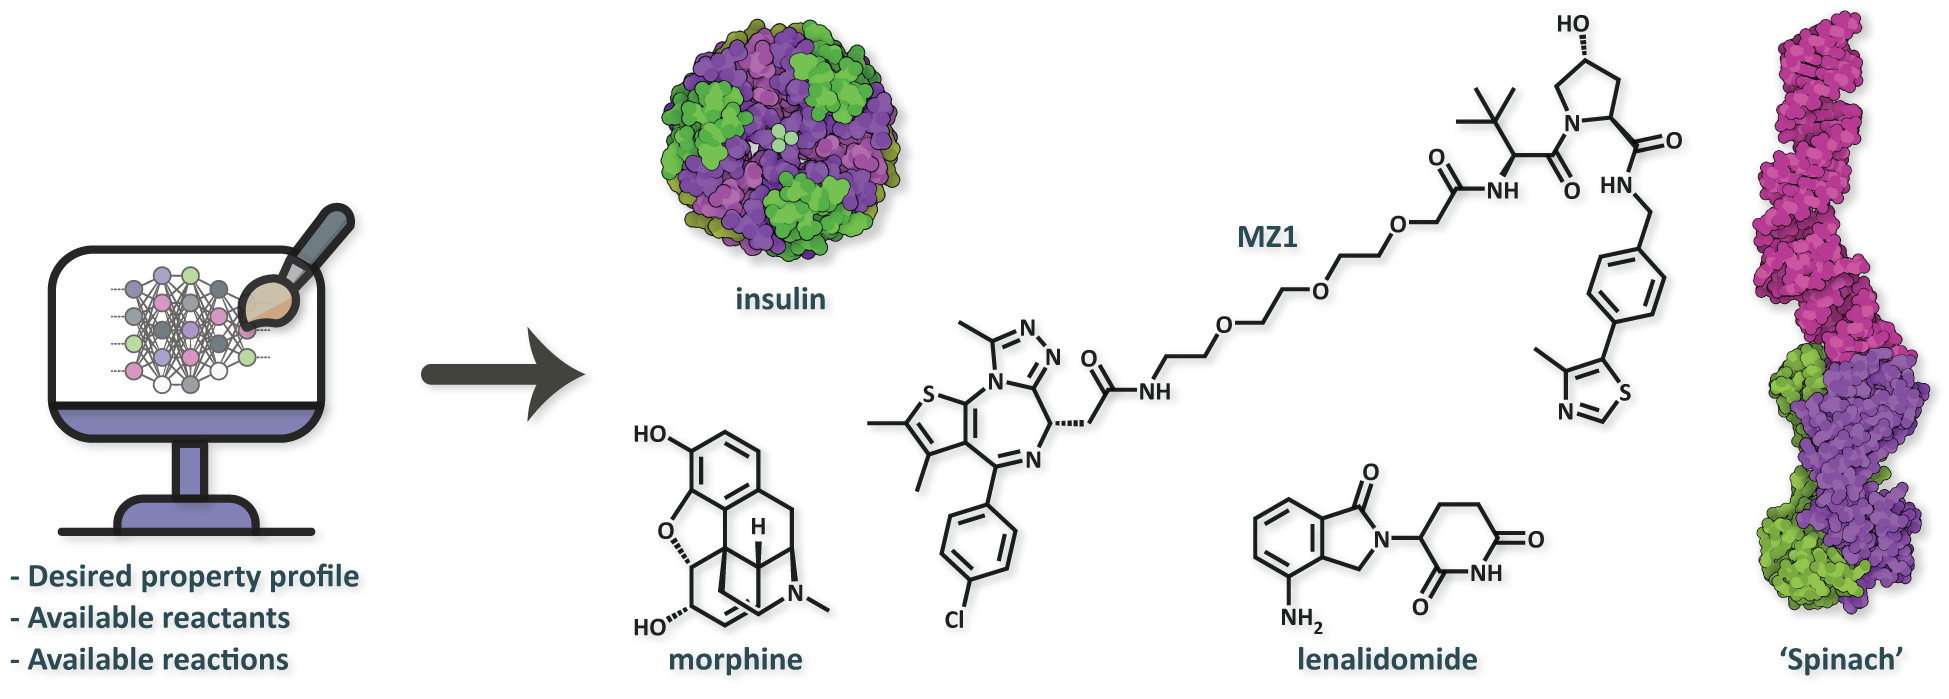 - Desired property profile
- Available reactants
- Available reactions
insulin
MZ1
HO
N
O
O
NH
O
HN
O
O
O
O
N
S
N
N
N
S
N
O
NH
Cl
HO
O
H
N
HO
morphine
O
N
O
NH
O
NH2
lenalidomide
‘Spinach’